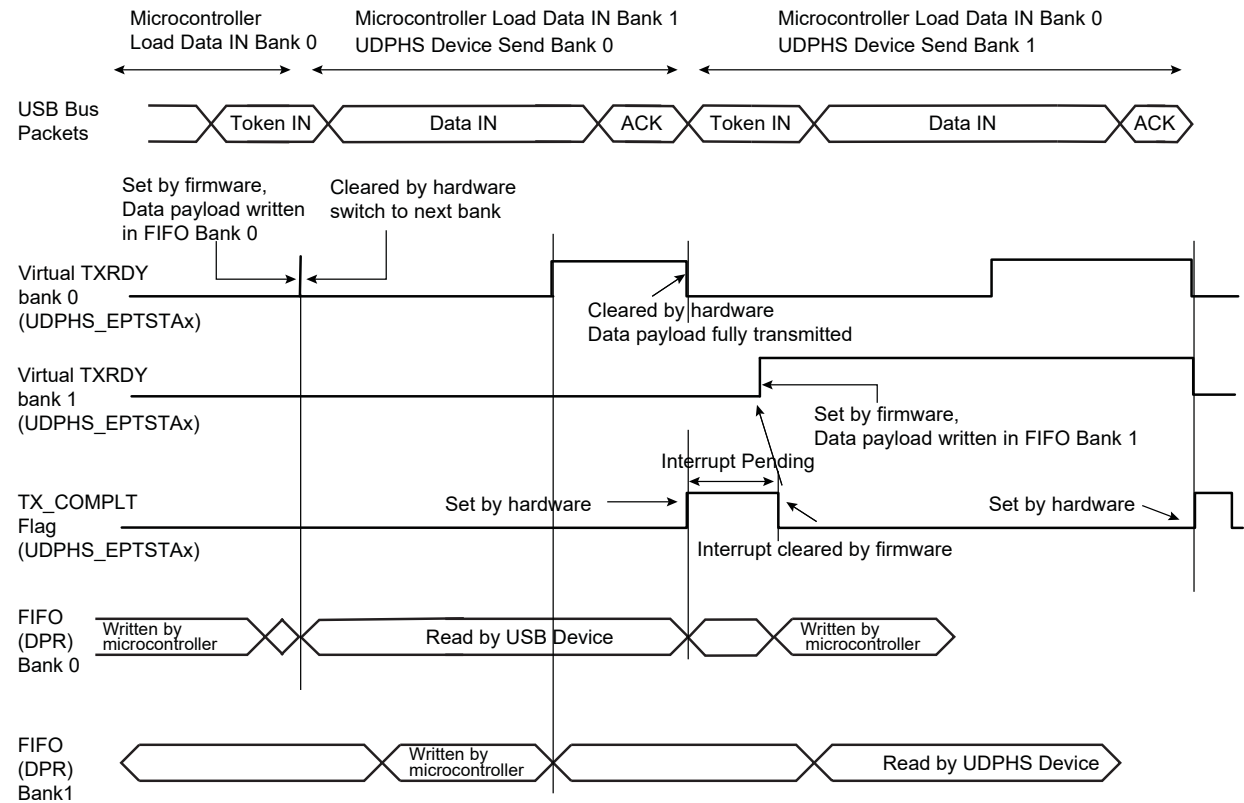 Microcontroller
Load Data IN Bank 0
Microcontroller Load Data IN Bank 1
UDPHS Device Send Bank 0
Microcontroller Load Data IN Bank 0
UDPHS Device Send Bank 1
USB Bus
Packets
Token IN
Data IN
ACK
Token IN
Data IN
ACK
Set by firmware,
Data payload written
in FIFO Bank 0
Cleared by hardware
switch to next bank
Virtual TXRDY
bank 0
(UDPHS_EPTSTAx)
Cleared by hardware
Data payload fully transmitted
Virtual TXRDY
bank 1
(UDPHS_EPTSTAx)
Set by firmware,
Data payload written in FIFO Bank 1
Interrupt Pending
TX_COMPLT
Flag
(UDPHS_EPTSTAx)
Set by hardware
Set by hardware
Interrupt cleared by firmware
FIFO
(DPR)
Bank 0
Written by
microcontroller
Read by USB Device
Written by
microcontroller
FIFO
(DPR)
Bank1
Written by
microcontroller
Read by UDPHS Device